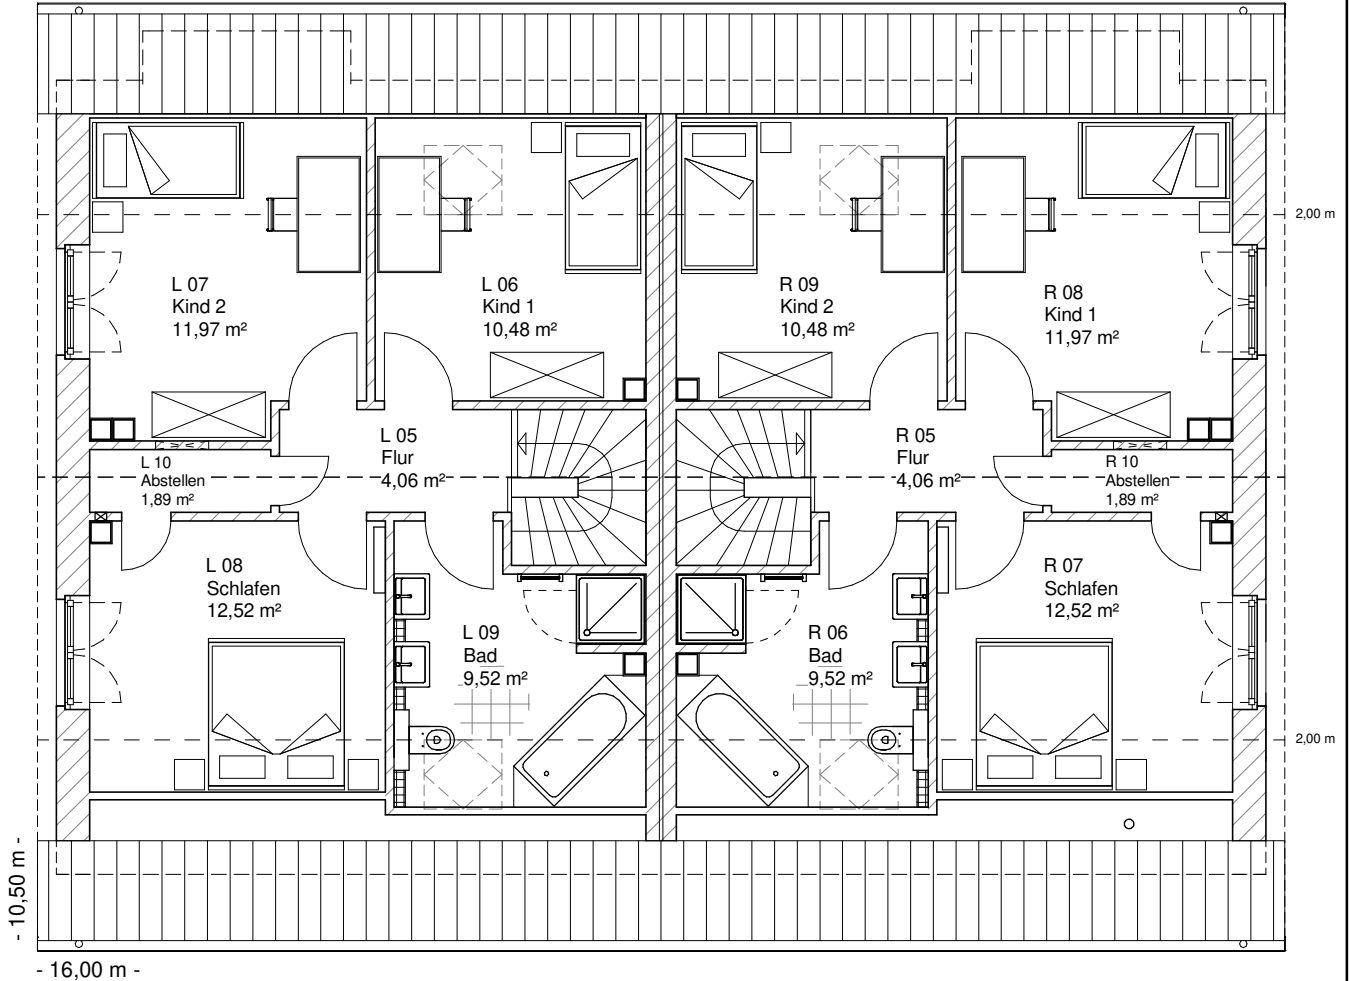 2,00 m
L 07
Kind 2
11,97 m²
L 06
Kind 1
10,48 m²
R 09
Kind 2
10,48 m²
R 08
Kind 1
11,97 m²
L 05
Flur
4,06 m²
R 05
Flur
4,06 m²
L 10
Abstellen
1,89 m²
R 10
Abstellen
1,89 m²
L 08
Schlafen
12,52 m²
L 09
Bad
9,52 m²
R 06
Bad
9,52 m²
R 07
Schlafen
12,52 m²
2,00 m
- 10,50 m -
- 16,00 m -